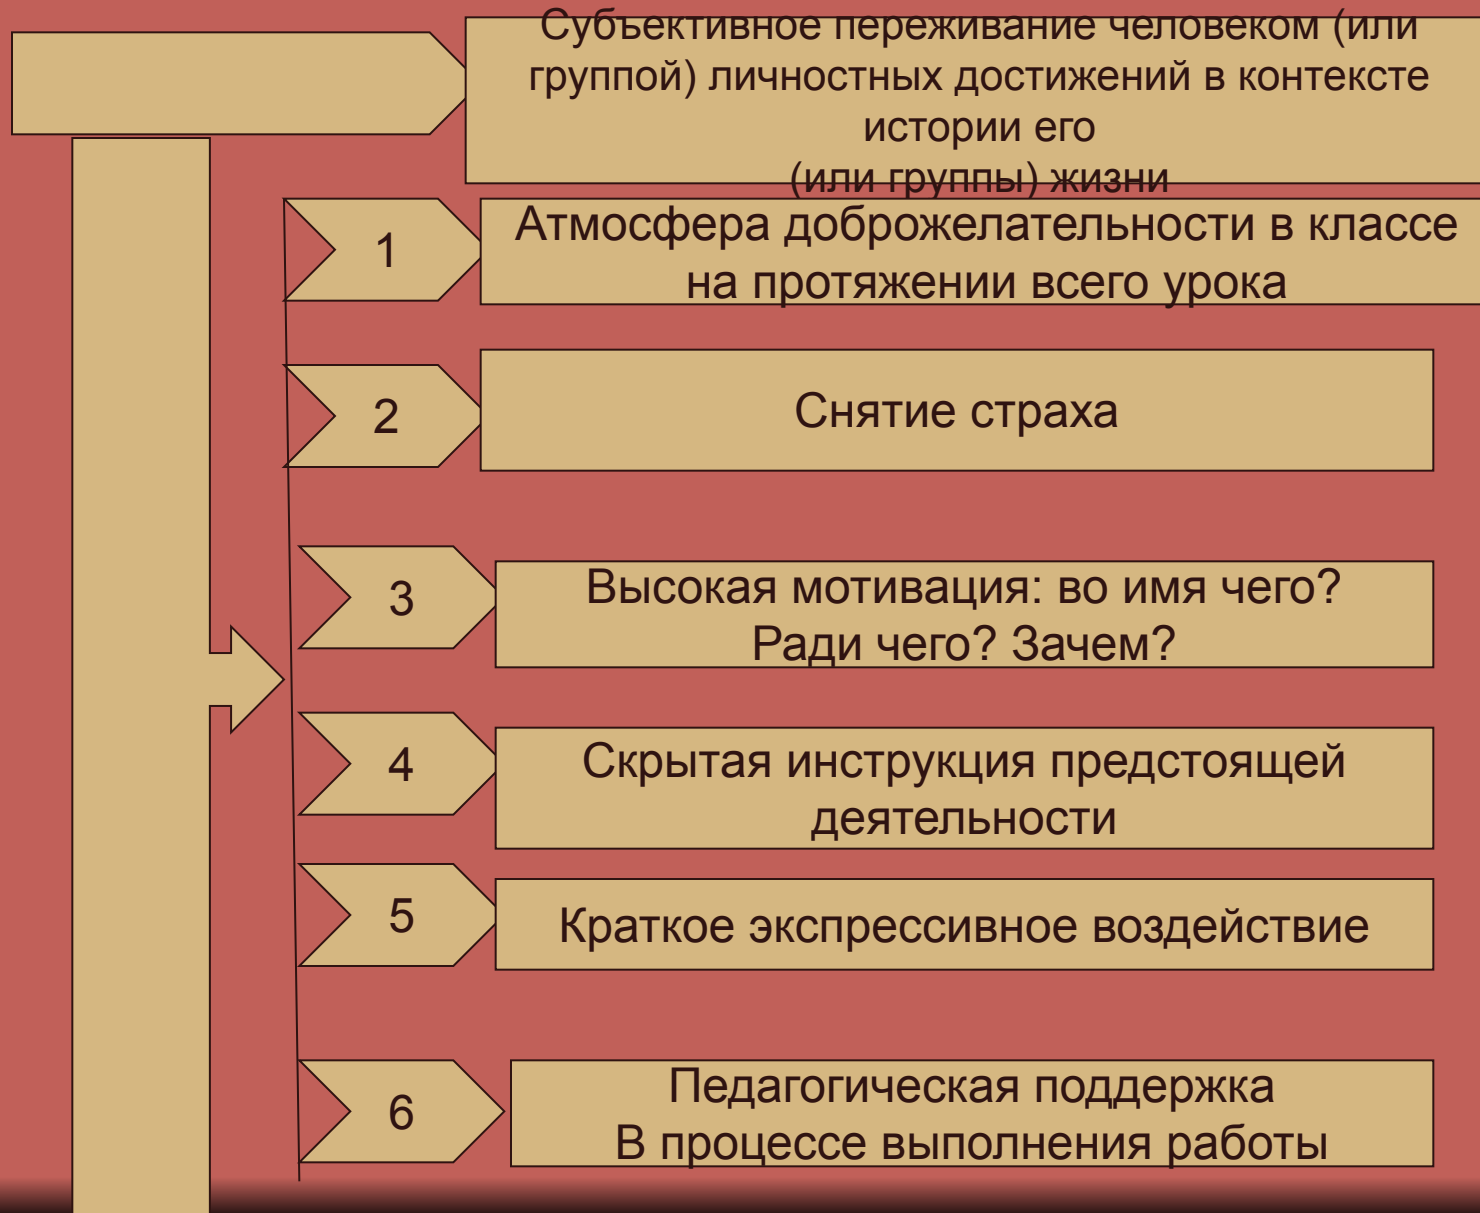 Субъективное переживание человеком (или
группой) личностных достижений в контексте
истории его
(или группы) жизни
1
Атмосфера доброжелательности в классе
на протяжении всего урока
2
Снятие страха
3
Высокая мотивация: во имя чего?
Ради чего? Зачем?
4
Скрытая инструкция предстоящей
деятельности
5
Краткое экспрессивное воздействие
6
Педагогическая поддержка
В процессе выполнения работы